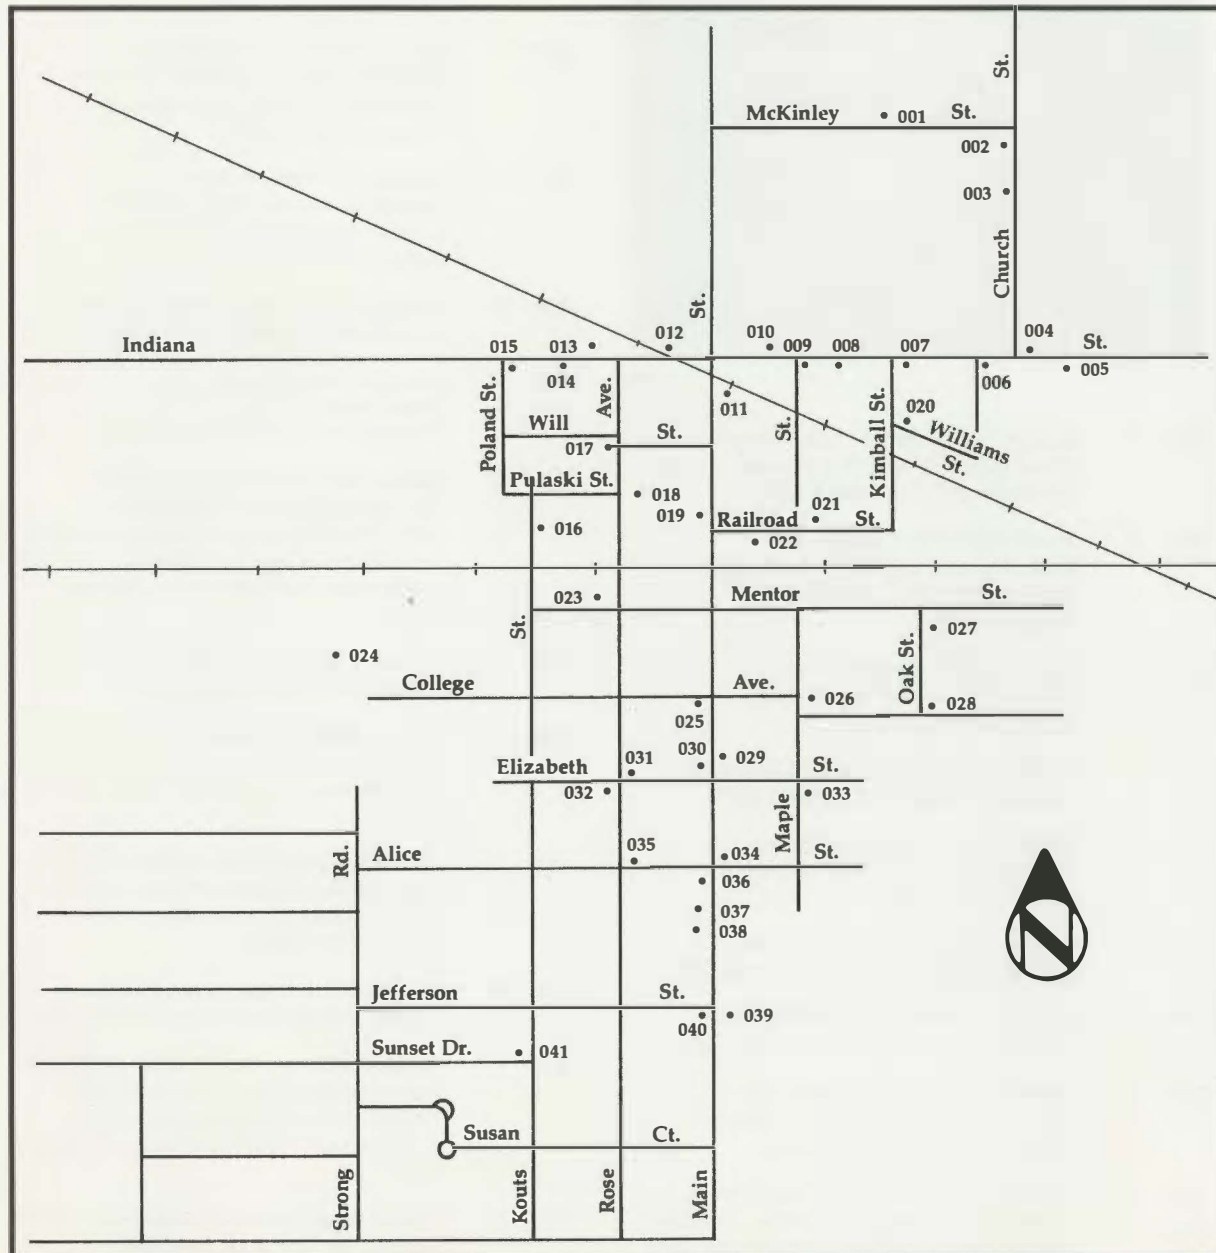 St.
McKinley 001 St.
002
003
Church
St.
Indiana 015 013 012 010 009 008 007 004 St.
014 006 005
Poland St.
Ave.
011
St.
Kimball St.
020
Williams St.
Will St.
017
Pulaski St. 018
019 Railroad 021 St.
016 022
023 Mentor St.
St.
027
024
Oak St.
College Ave. 026 028
025
031 030 029
Elizabeth St.
032 033
Maple
035 034
Rd. Alice St.
036
037
038
N
Jefferson St.
040 039
Sunset Dr. 041
Susan Ct.
Strong
Kouts
Rose
Main